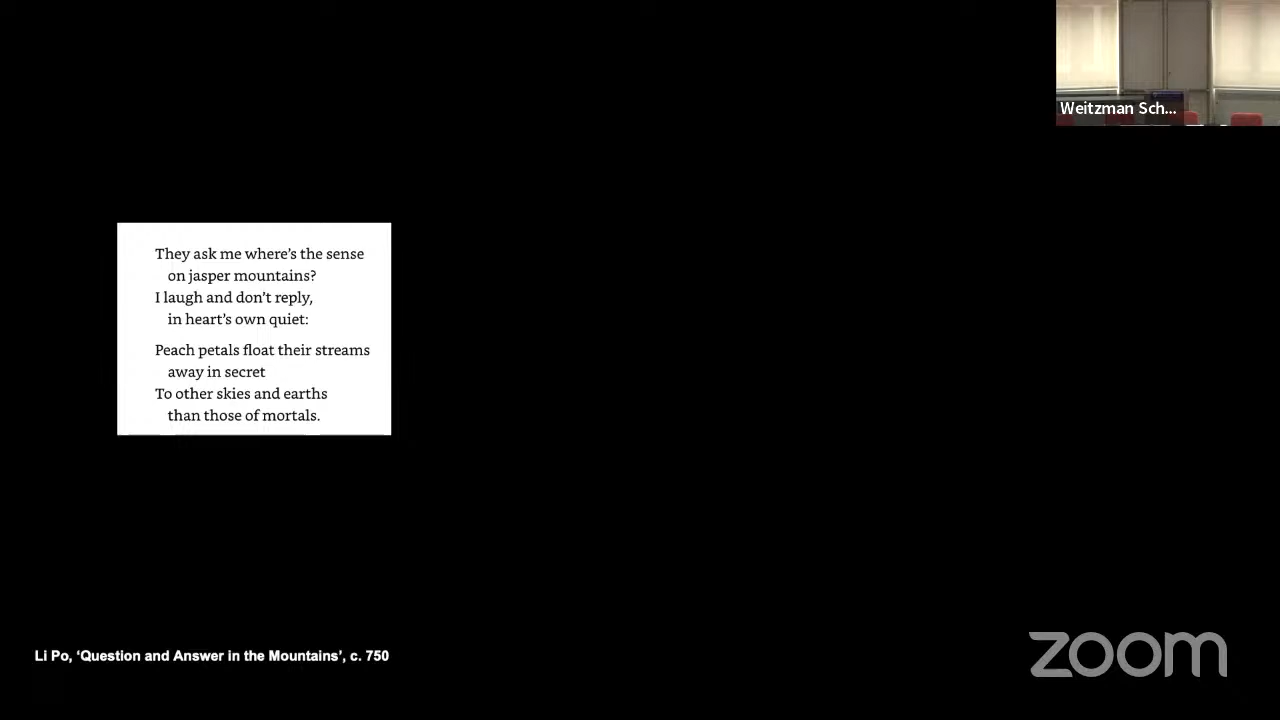 Weitzman Sch...
They ask me where's the sense
on jasper mountains?
I laugh and don't reply,
in heart's own quiet:
Peach petals float their streams
away in secret
To other skies and earths
than those of mortals.
Li Po, ‘Question and Answer in the Mountains’, c. 750
zoom